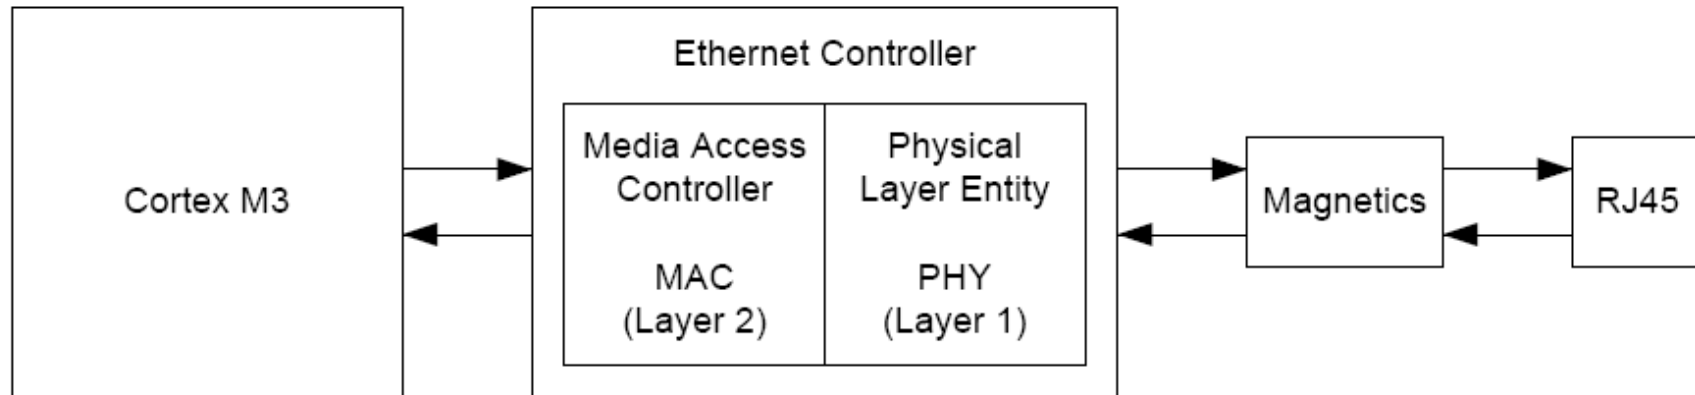 Cortex M3
Ethernet Controller
Media Access
Controller
MAC
(Layer 2)
Physical
Layer Entity
PHY
(Layer 1)
Magnetics
RJ45